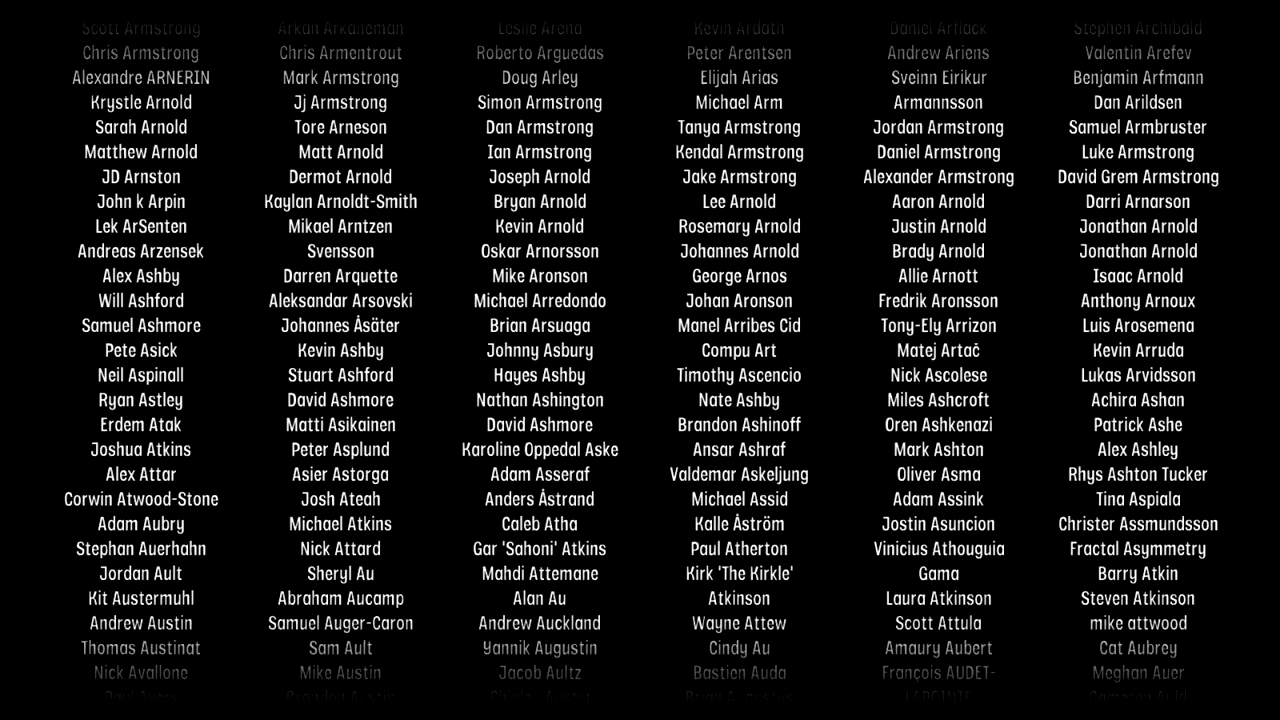 Scott Armstrong Arkan Arkaneman Leslie Arena Kevin Ardath Daniel Arflack Stephen Archibald
Chris Armstrong Chris Armentrout Roberto Arguedas Peter Arentsen Andrew Ariens Valentin Arefev
Alexandre ARNERIN Mark Armstrong Doug Arley Elijah Arias Sveinn Eirikur Benjamin Arfmann
Krystle Arnold Jj Armstrong Simon Armstrong Michael Arm Armannsson Dan Arildsen
Sarah Arnold Tore Arneson Dan Armstrong Tanya Armstrong Jordan Armstrong Samuel Armbruster
Matthew Arnold Matt Arnold Ian Armstrong Kendal Armstrong Daniel Armstrong Luke Armstrong
JD Arnston Dermot Arnold Joseph Arnold Jake Armstrong Alexander Armstrong David Grem Armstrong
John k Arpin Kaylan Arnoldt-Smith Bryan Arnold Lee Arnold Aaron Arnold Darri Arnarson
Lek ArSenten Mikael Arntzen Kevin Arnold Rosemary Arnold Justin Arnold Jonathan Arnold
Andreas Arzensek Svensson Oskar Arnorsson Johannes Arnold Brady Arnold Jonathan Arnold
Alex Ashby Darren Arquette Mike Aronson George Arnos Allie Arnott Isaac Arnold
Will Ashford Aleksandar Arsovski Michael Arredondo Johan Aronson Fredrik Aronsson Anthony Arnoux
Samuel Ashmore Johannes Åsäter Brian Arsuaga Manel Arribes Cid Tony-Ely Arrizon Luis Arosemena
Pete Asick Kevin Ashby Johnny Asbury Compu Art Matej Artač Kevin Arruda
Neil Aspinall Stuart Ashford Hayes Ashby Timothy Ascencio Nick Ascolese Lukas Arvidsson
Ryan Astley David Ashmore Nathan Ashington Nate Ashby Miles Ashcroft Achira Ashan
Erdem Atak Matti Asikainen David Ashmore Brandon Ashinoff Oren Ashkenazi Patrick Ashe
Joshua Atkins Peter Asplund Karoline Oppedal Aske Ansar Ashraf Mark Ashton Alex Ashley
Alex Attar Asier Astorga Adam Asseraf Valdemar Askeljung Oliver Asma Rhys Ashton Tucker
Corwin Atwood-Stone Josh Ateah Anders Åstrand Michael Assid Adam Assink Tina Aspiala
Adam Aubry Michael Atkins Caleb Atha Kalle Åström Jostin Asuncion Christer Assmundsson
Stephan Auerhahn Nick Attard Gar 'Sahoni' Atkins Paul Atherton Vinicius Athouguia Fractal Asymmetry
Jordan Ault Sheryl Au Mahdi Attemane Kirk 'The Kirkle' Gama Barry Atkin
Kit Austermuhl Abraham Aucamp Alan Au Atkinson Laura Atkinson Steven Atkinson
Andrew Austin Samuel Auger-Caron Andrew Auckland Wayne Attew Scott Attula mike attwood
Thomas Austinat Sam Ault Yannik Augustin Cindy Au Amaury Aubert Cat Aubrey
Nick Avallone Mike Austin Jacob Aultz Bastien Auda François AUDET- Meghan Auer
Brandon Austin LAPOINTE